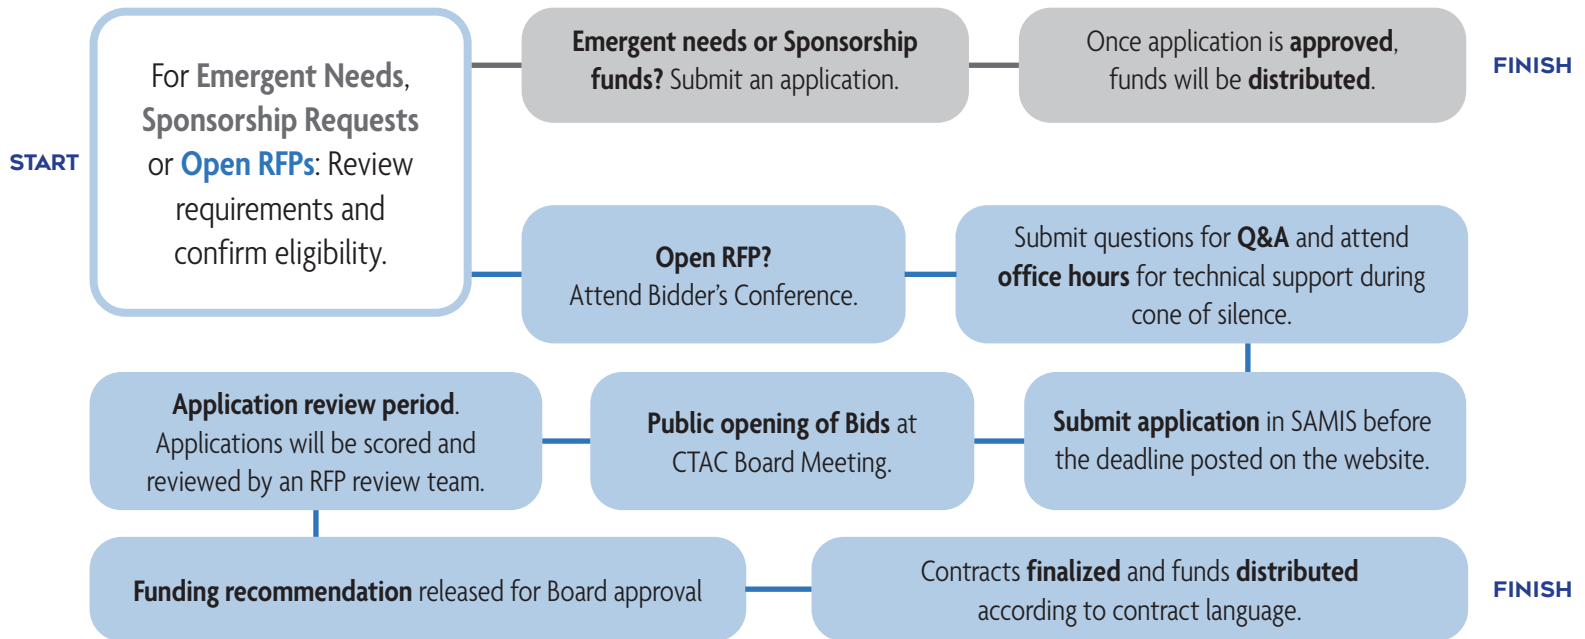 START
For Emergent Needs,
Sponsorship Requests
or Open RFPs: Review
requirements and
confirm eligibility.
Emergent needs or Sponsorship
funds? Submit an application.
Once application is approved,
funds will be distributed.
FINISH
Open RFP?
Attend Bidder’s Conference.
Submit questions for Q&A and attend
office hours for technical support during
cone of silence.
Submit application in SAMIS before
the deadline posted on the website.
Public opening of Bids at
CTAC Board Meeting.
Application review period.
Applications will be scored and
reviewed by an RFP review team.
Funding recommendation released for Board approval
Contracts finalized and funds distributed
according to contract language.
FINISH